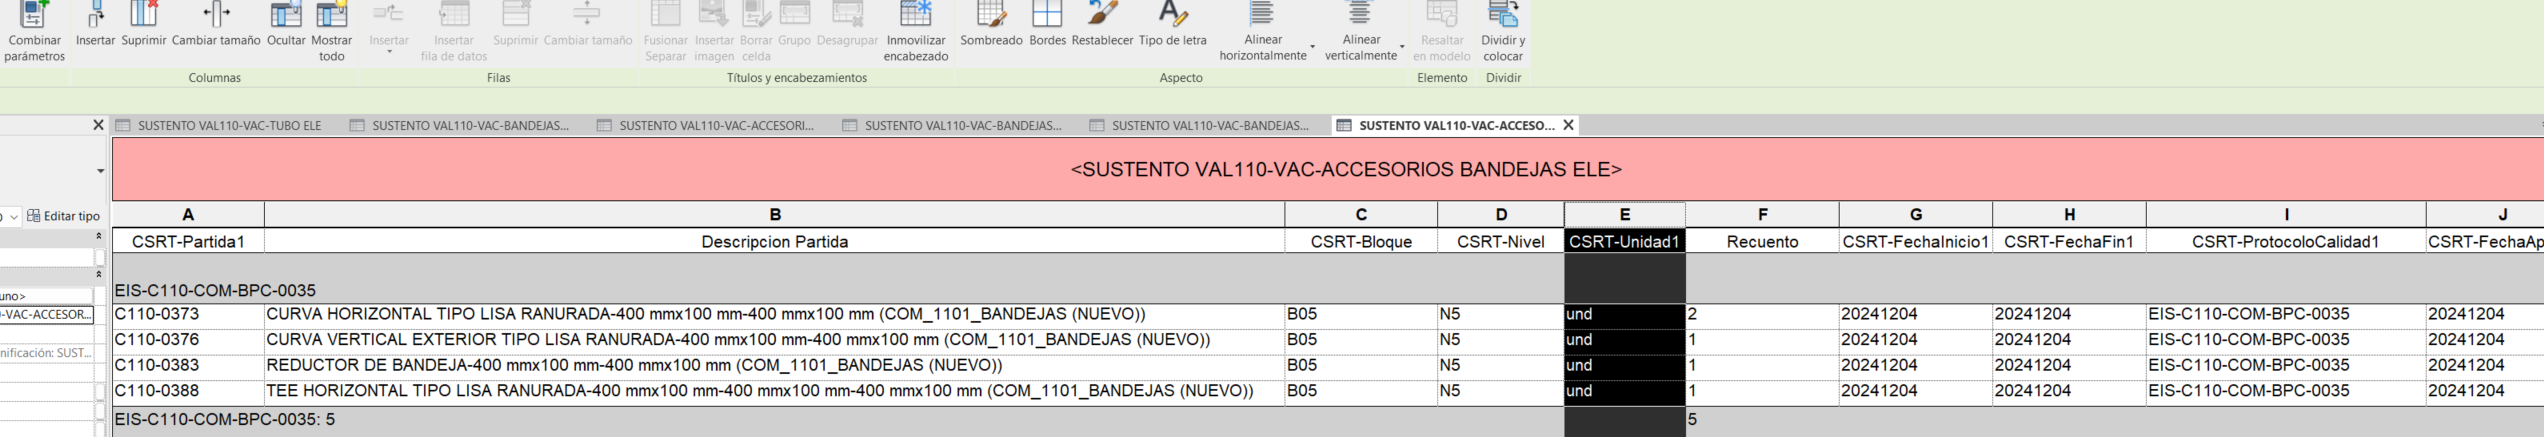 Combinar parámetros
Insertar Suprimir Cambiar tamaño Ocultar Mostrar todo
Insertar Insertar fila de datos Suprimir Cambiar tamaño
Fusionar Separar Insertar imagen Borrar celda Grupo Desagrupar Inmovilizar encabezado
Sombreado Bordes Restablecer Tipo de letra Alinear horizontalmente Alinear verticalmente
Resaltar en modelo Dividir y colocar
Columnas Filas Títulos y encabezamientos Aspecto Elemento Dividir
SUSTENTO VAL110-VAC-TUBO ELE SUSTENTO VAL110-VAC-BANDEJAS... SUSTENTO VAL110-VAC-ACCESORI... SUSTENTO VAL110-VAC-BANDEJAS... SUSTENTO VAL110-VAC-BANDEJAS... SUSTENTO VAL110-VAC-ACCESO...
<SUSTENTO VAL110-VAC-ACCESORIOS BANDEJAS ELE>
Editar tipo
A B C D E F G H I J
CSRT-Partida1 Descripcion Partida CSRT-Bloque CSRT-Nivel CSRT-Unidad1 Recuento CSRT-FechaInicio1 CSRT-FechaFin1 CSRT-ProtocoloCalidad1 CSRT-FechaAp
EIS-C110-COM-BPC-0035
uno>
C110-0373 CURVA HORIZONTAL TIPO LISA RANURADA-400 mmx100 mm-400 mmx100 mm (COM_1101_BANDEJAS (NUEVO)) B05 N5 und 2 20241204 20241204 EIS-C110-COM-BPC-0035 20241204
-VAC-ACCESOR...
C110-0376 CURVA VERTICAL EXTERIOR TIPO LISA RANURADA-400 mmx100 mm-400 mmx100 mm (COM_1101_BANDEJAS (NUEVO)) B05 N5 und 1 20241204 20241204 EIS-C110-COM-BPC-0035 20241204
nificación: SUST...
C110-0383 REDUCTOR DE BANDEJA-400 mmx100 mm-400 mmx100 mm (COM_1101_BANDEJAS (NUEVO)) B05 N5 und 1 20241204 20241204 EIS-C110-COM-BPC-0035 20241204
C110-0388 TEE HORIZONTAL TIPO LISA RANURADA-400 mmx100 mm-400 mmx100 mm-400 mmx100 mm (COM_1101_BANDEJAS (NUEVO)) B05 N5 und 1 20241204 20241204 EIS-C110-COM-BPC-0035 20241204
EIS-C110-COM-BPC-0035: 5 5